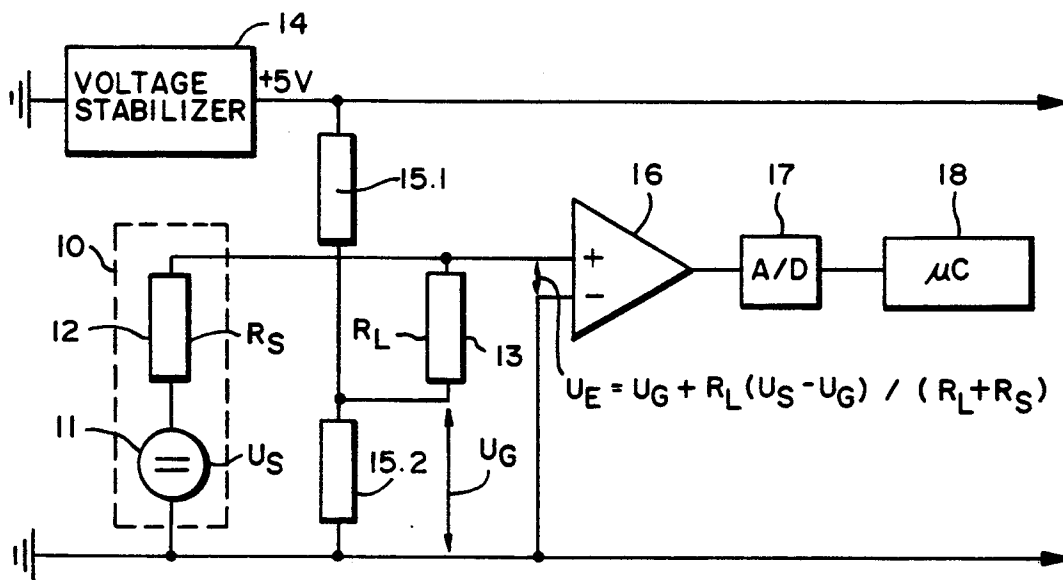 14
VOLTAGE
STABILIZER
+5V
15.1
16
17
18
10
+
−
A/D
μC
12
R_S
R_L
13
U_E = U_G + R_L (U_S - U_G) / (R_L + R_S)
11
=
U_S
15.2
U_G